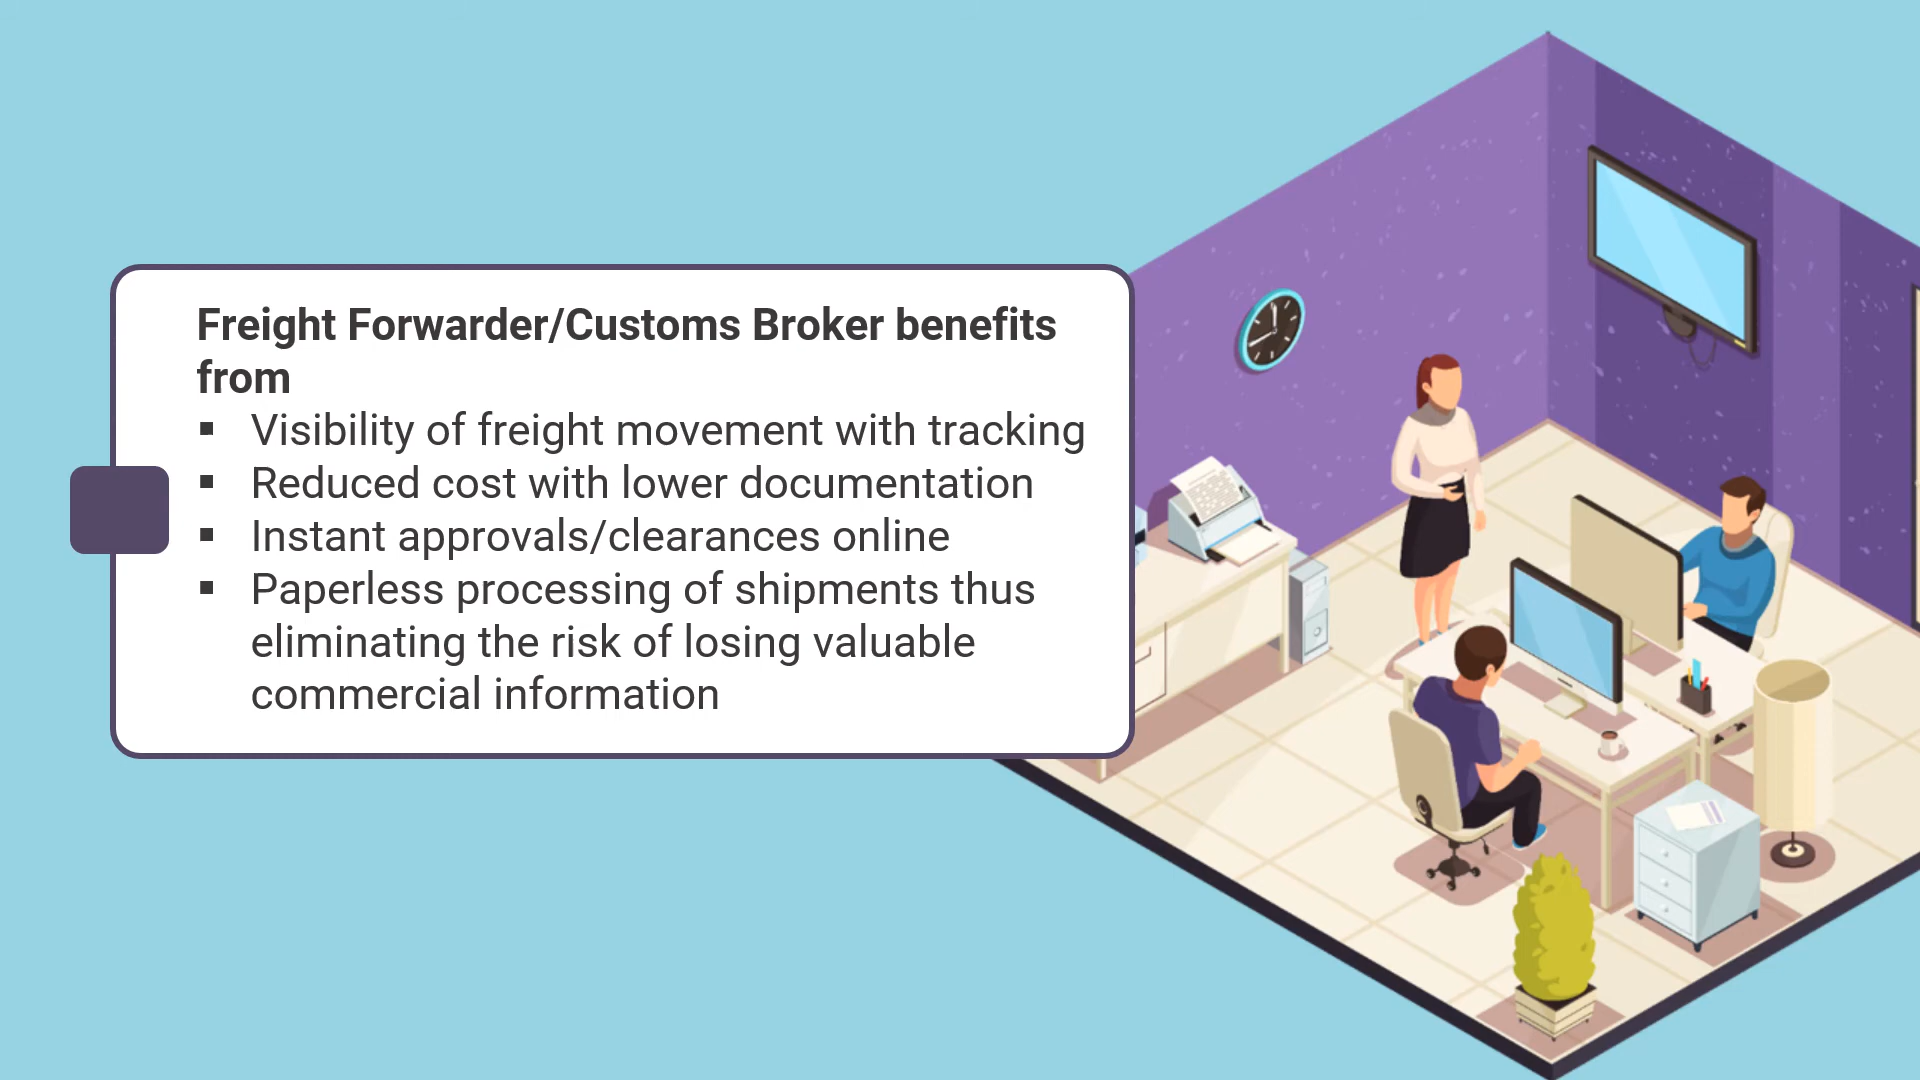 Freight Forwarder/Customs Broker benefits
from
▪ Visibility of freight movement with tracking
▪ Reduced cost with lower documentation
▪ Instant approvals/clearances online
▪ Paperless processing of shipments thus
eliminating the risk of losing valuable
commercial information